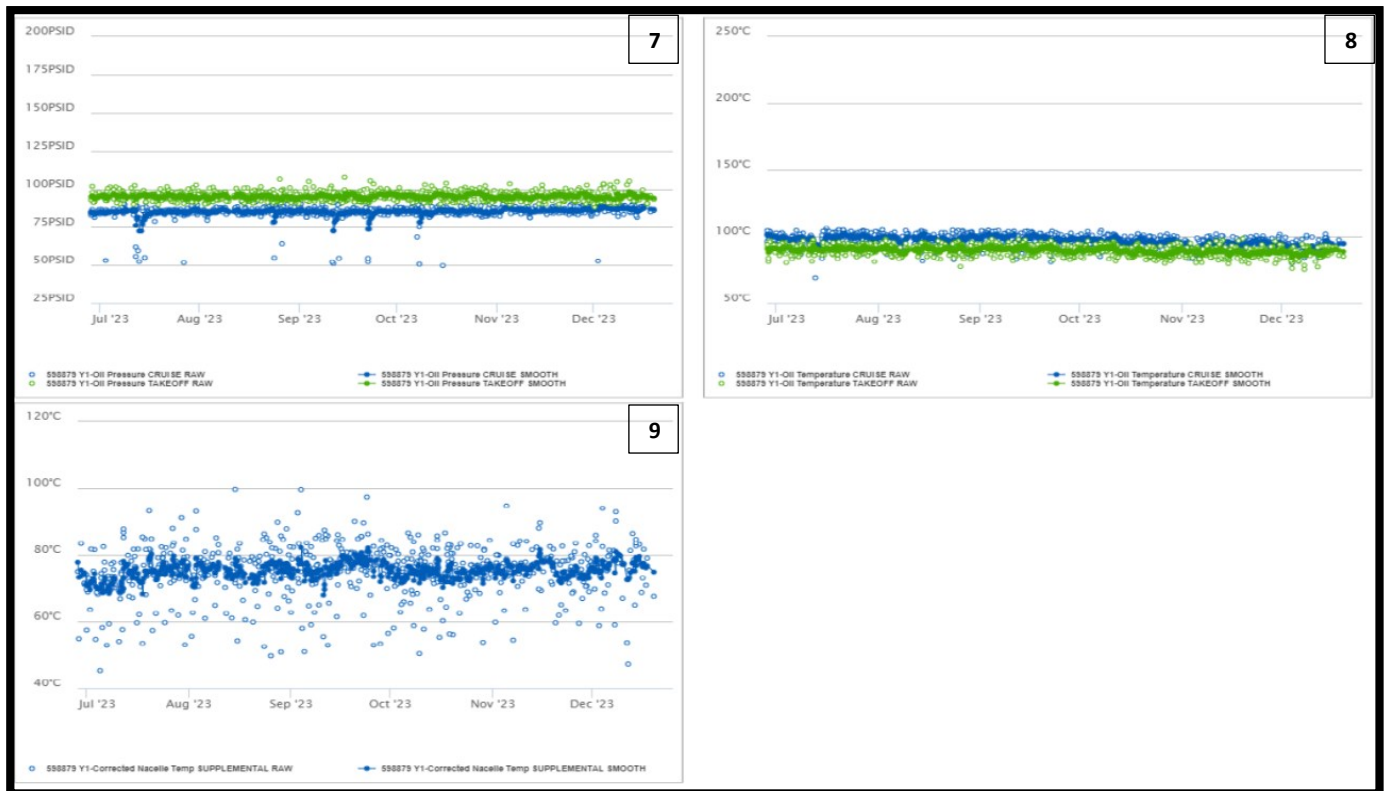 200PSID
7
175PSID
150PSID
125PSID
100PSID
75PSID
50PSID
25PSID
Jul '23 Aug '23 Sep '23 Oct '23 Nov '23 Dec '23
598879 Y1-Oil Pressure CRUISE RAW 598879 Y1-Oil Pressure CRUISE SMOOTH
598879 Y1-Oil Pressure TAKEOFF RAW 598879 Y1-Oil Pressure TAKEOFF SMOOTH
250°C
8
200°C
150°C
100°C
50°C
Jul '23 Aug '23 Sep '23 Oct '23 Nov '23 Dec '23
598879 Y1-Oil Temperature CRUISE RAW 598879 Y1-Oil Temperature CRUISE SMOOTH
598879 Y1-Oil Temperature TAKEOFF RAW 598879 Y1-Oil Temperature TAKEOFF SMOOTH
120°C
9
100°C
80°C
60°C
40°C
Jul '23 Aug '23 Sep '23 Oct '23 Nov '23 Dec '23
598879 Y1-Corrected Nacelle Temp SUPPLEMENTAL RAW 598879 Y1-Corrected Nacelle Temp SUPPLEMENTAL SMOOTH